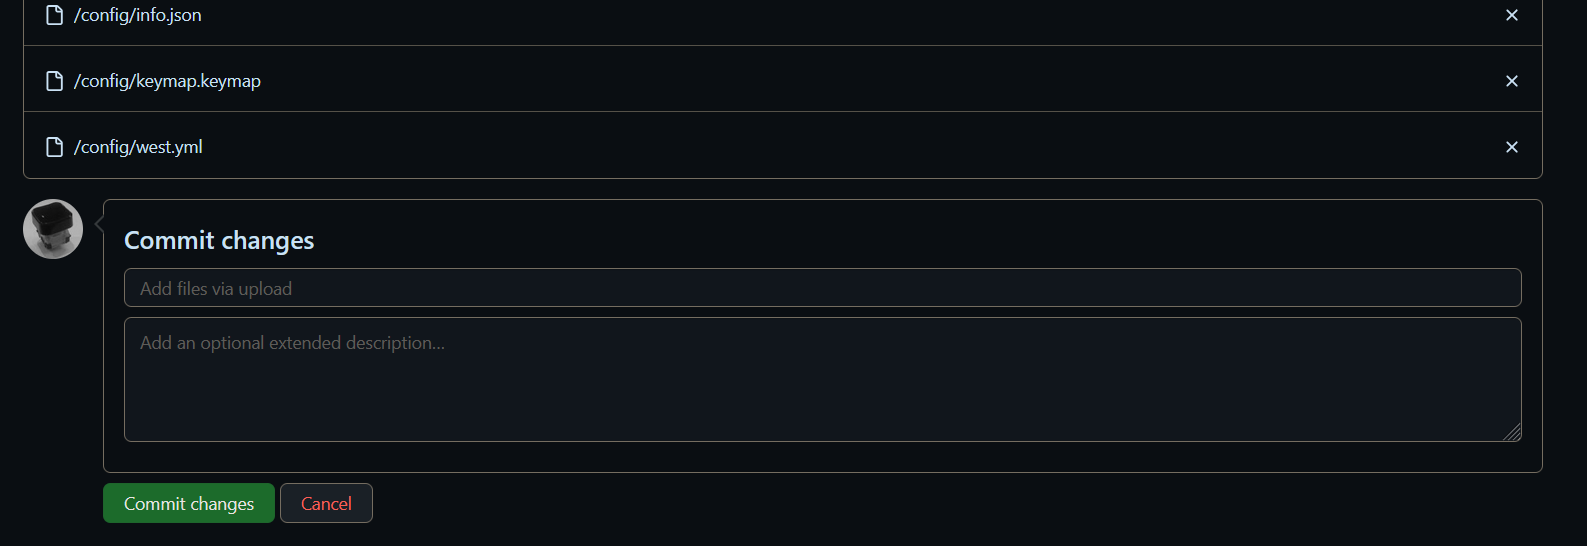 /config/info.json
/config/keymap.keymap
/config/west.yml
Commit changes
Add files via upload
Add an optional extended description...
Commit changes
Cancel